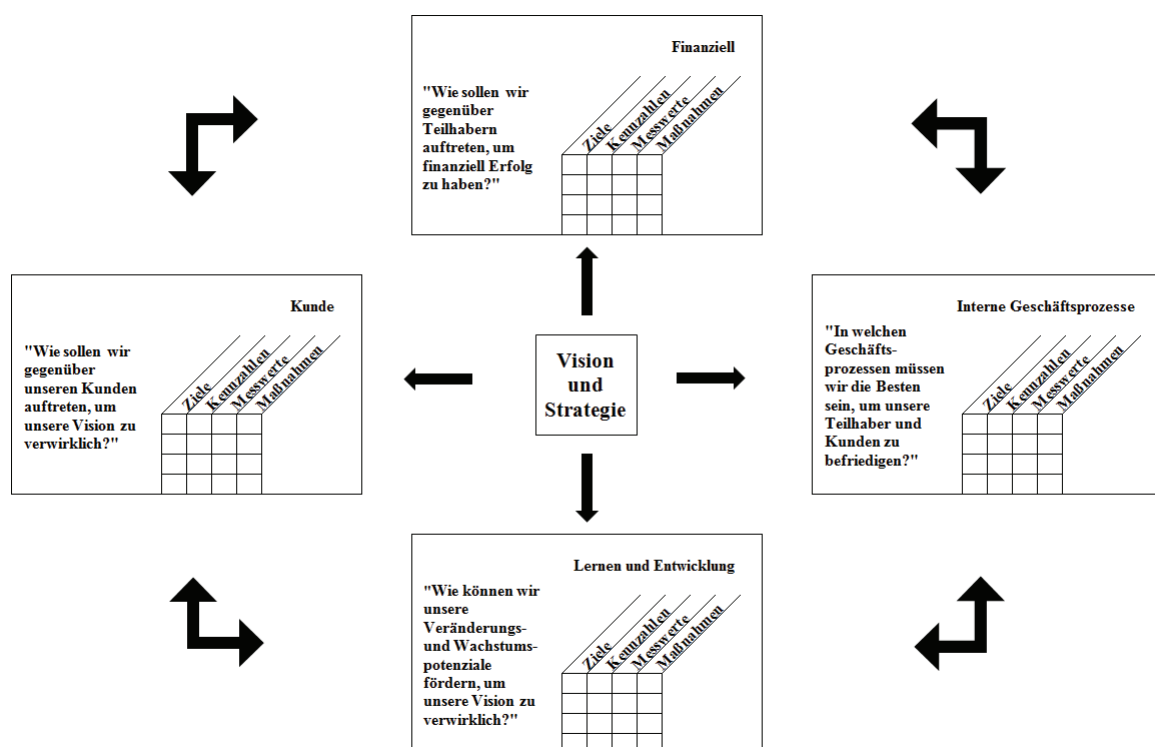 Finanziell
"Wie sollen wir
gegenüber
Teilhabern
auftreten, um
finanziell Erfolg
zu haben?"
Ziele
Kennzahlen
Messwerte
Maßnahmen
Kunde
"Wie sollen wir
gegenüber
unseren Kunden
auftreten, um
unsere Vision zu
verwirklich?"
Ziele
Kennzahlen
Messwerte
Maßnahmen
Vision
und
Strategie
Interne Geschäftsprozesse
"In welchen
Geschäfts-
prozessen müssen
wir die Besten
sein, um unsere
Teilhaber und
Kunden zu
befriedigen?"
Ziele
Kennzahlen
Messwerte
Maßnahmen
Lernen und Entwicklung
"Wie können wir
unsere
Veränderungs-
und Wachstums-
potenziale
fördern, um
unsere Vision zu
verwirklich?"
Ziele
Kennzahlen
Messwerte
Maßnahmen